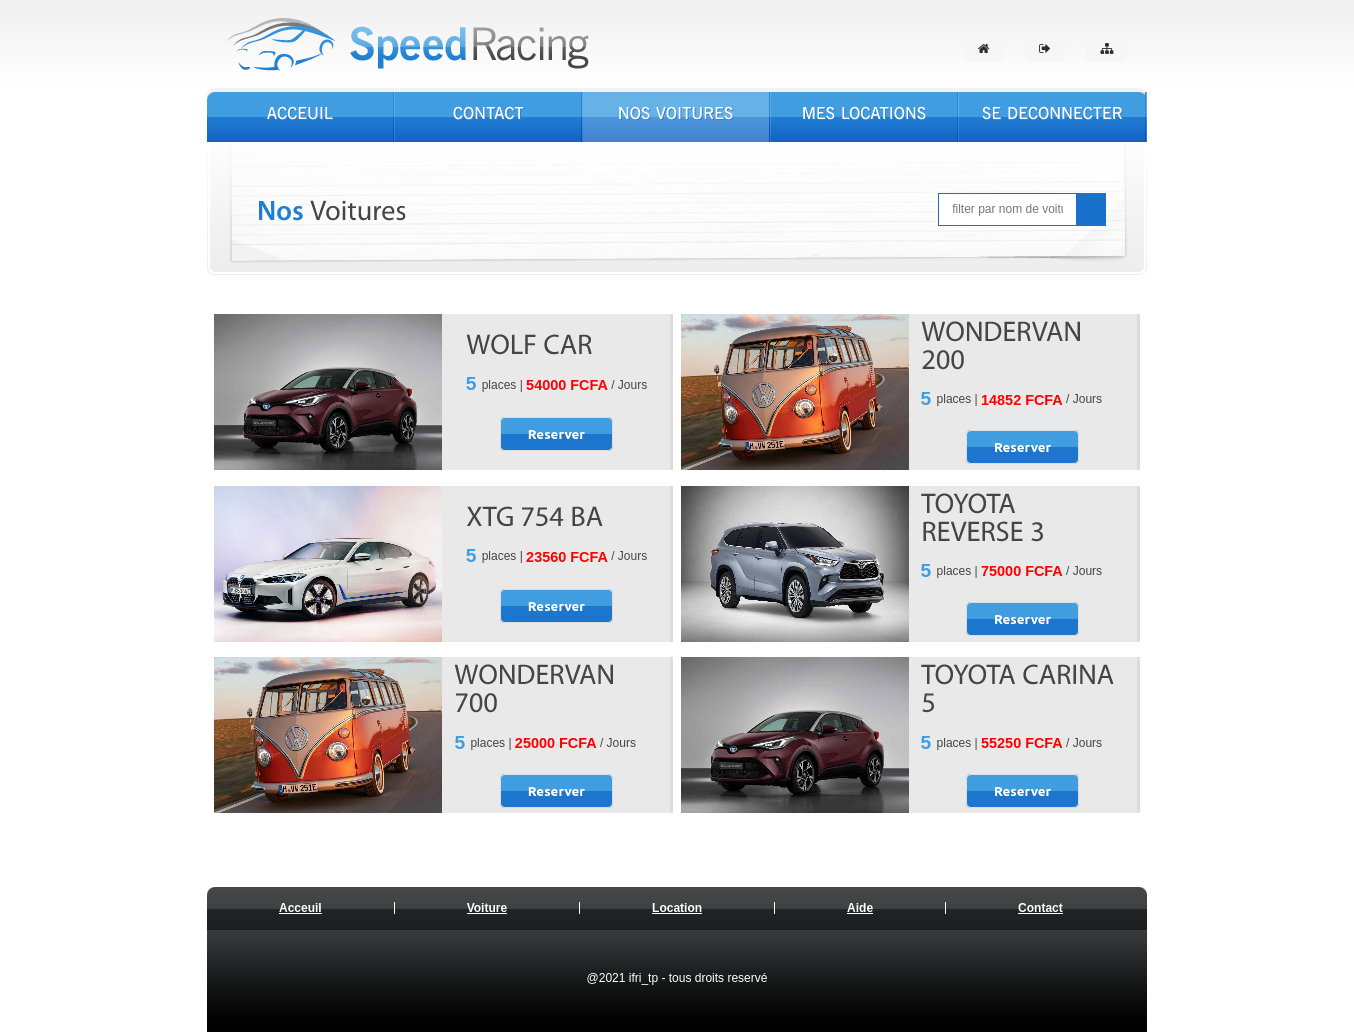 SpeedRacing
ACCEUIL
CONTACT
NOS VOITURES
MES LOCATIONS
SE DECONNECTER
Nos Voitures
filter par nom de voitu
WOLF CAR
5 places | 54000 FCFA / Jours
Reserver
WONDERVAN
200
5 places | 14852 FCFA / Jours
Reserver
XTG 754 BA
5 places | 23560 FCFA / Jours
Reserver
TOYOTA
REVERSE 3
5 places | 75000 FCFA / Jours
Reserver
WONDERVAN
700
5 places | 25000 FCFA / Jours
Reserver
TOYOTA CARINA
5
5 places | 55250 FCFA / Jours
Reserver
Acceuil
Voiture
Location
Aide
Contact
@2021 ifri_tp - tous droits reservé